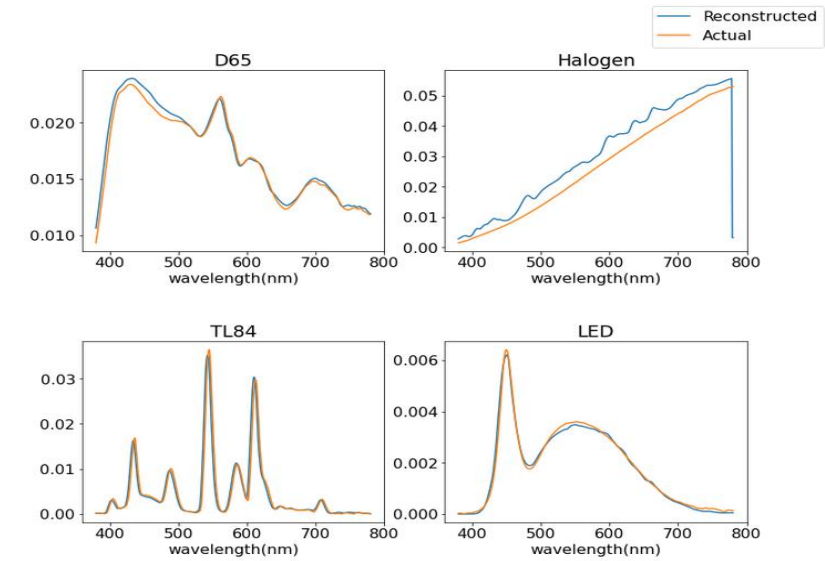 Reconstructed
Actual
D65
0.020
0.015
0.010
400 500 600 700 800
wavelength(nm)
Halogen
0.05
0.04
0.03
0.02
0.01
0.00
400 500 600 700 800
wavelength(nm)
TL84
0.03
0.02
0.01
0.00
400 500 600 700 800
wavelength(nm)
LED
0.006
0.004
0.002
0.000
400 500 600 700 800
wavelength(nm)